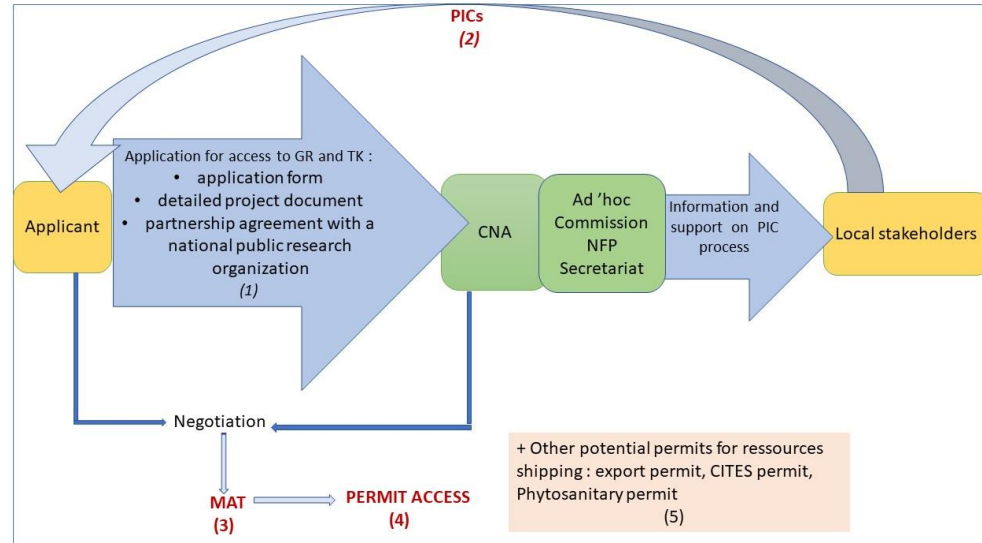 PICs
(2)
Application for access to GR and TK :
• application form
• detailed project document
• partnership agreement with a
national public research
organization
(1)
Applicant
CNA
Ad 'hoc
Commission
NFP
Secretariat
Information and
support on PIC
process
Local stakeholders
Negotiation
MAT
(3)
PERMIT ACCESS
(4)
+ Other potential permits for ressources
shipping : export permit, CITES permit,
Phytosanitary permit
(5)